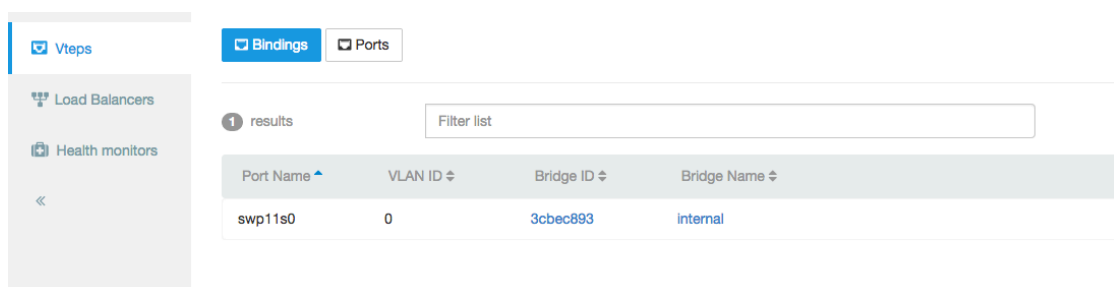 Vteps
Load Balancers
Health monitors
«
Bindings Ports
1 results Filter list
Port Name VLAN ID Bridge ID Bridge Name
swp11s0 0 3cbec893 internal